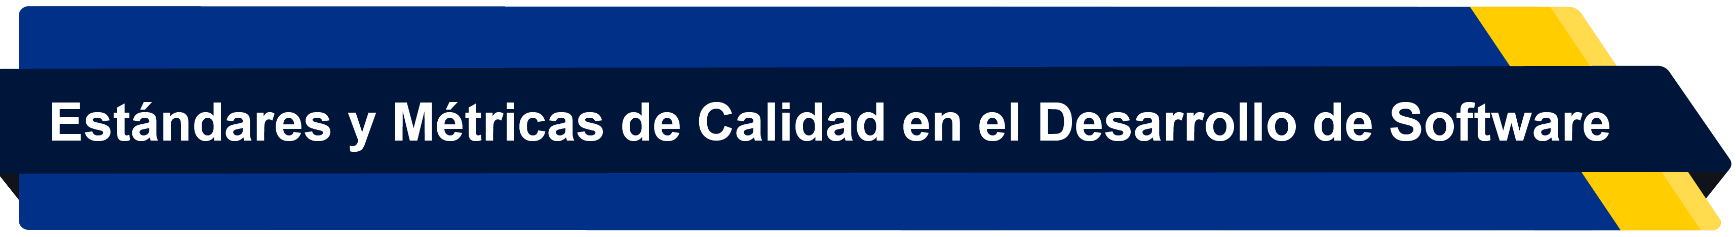 Estándares y Métricas de Calidad en el Desarrollo de Software